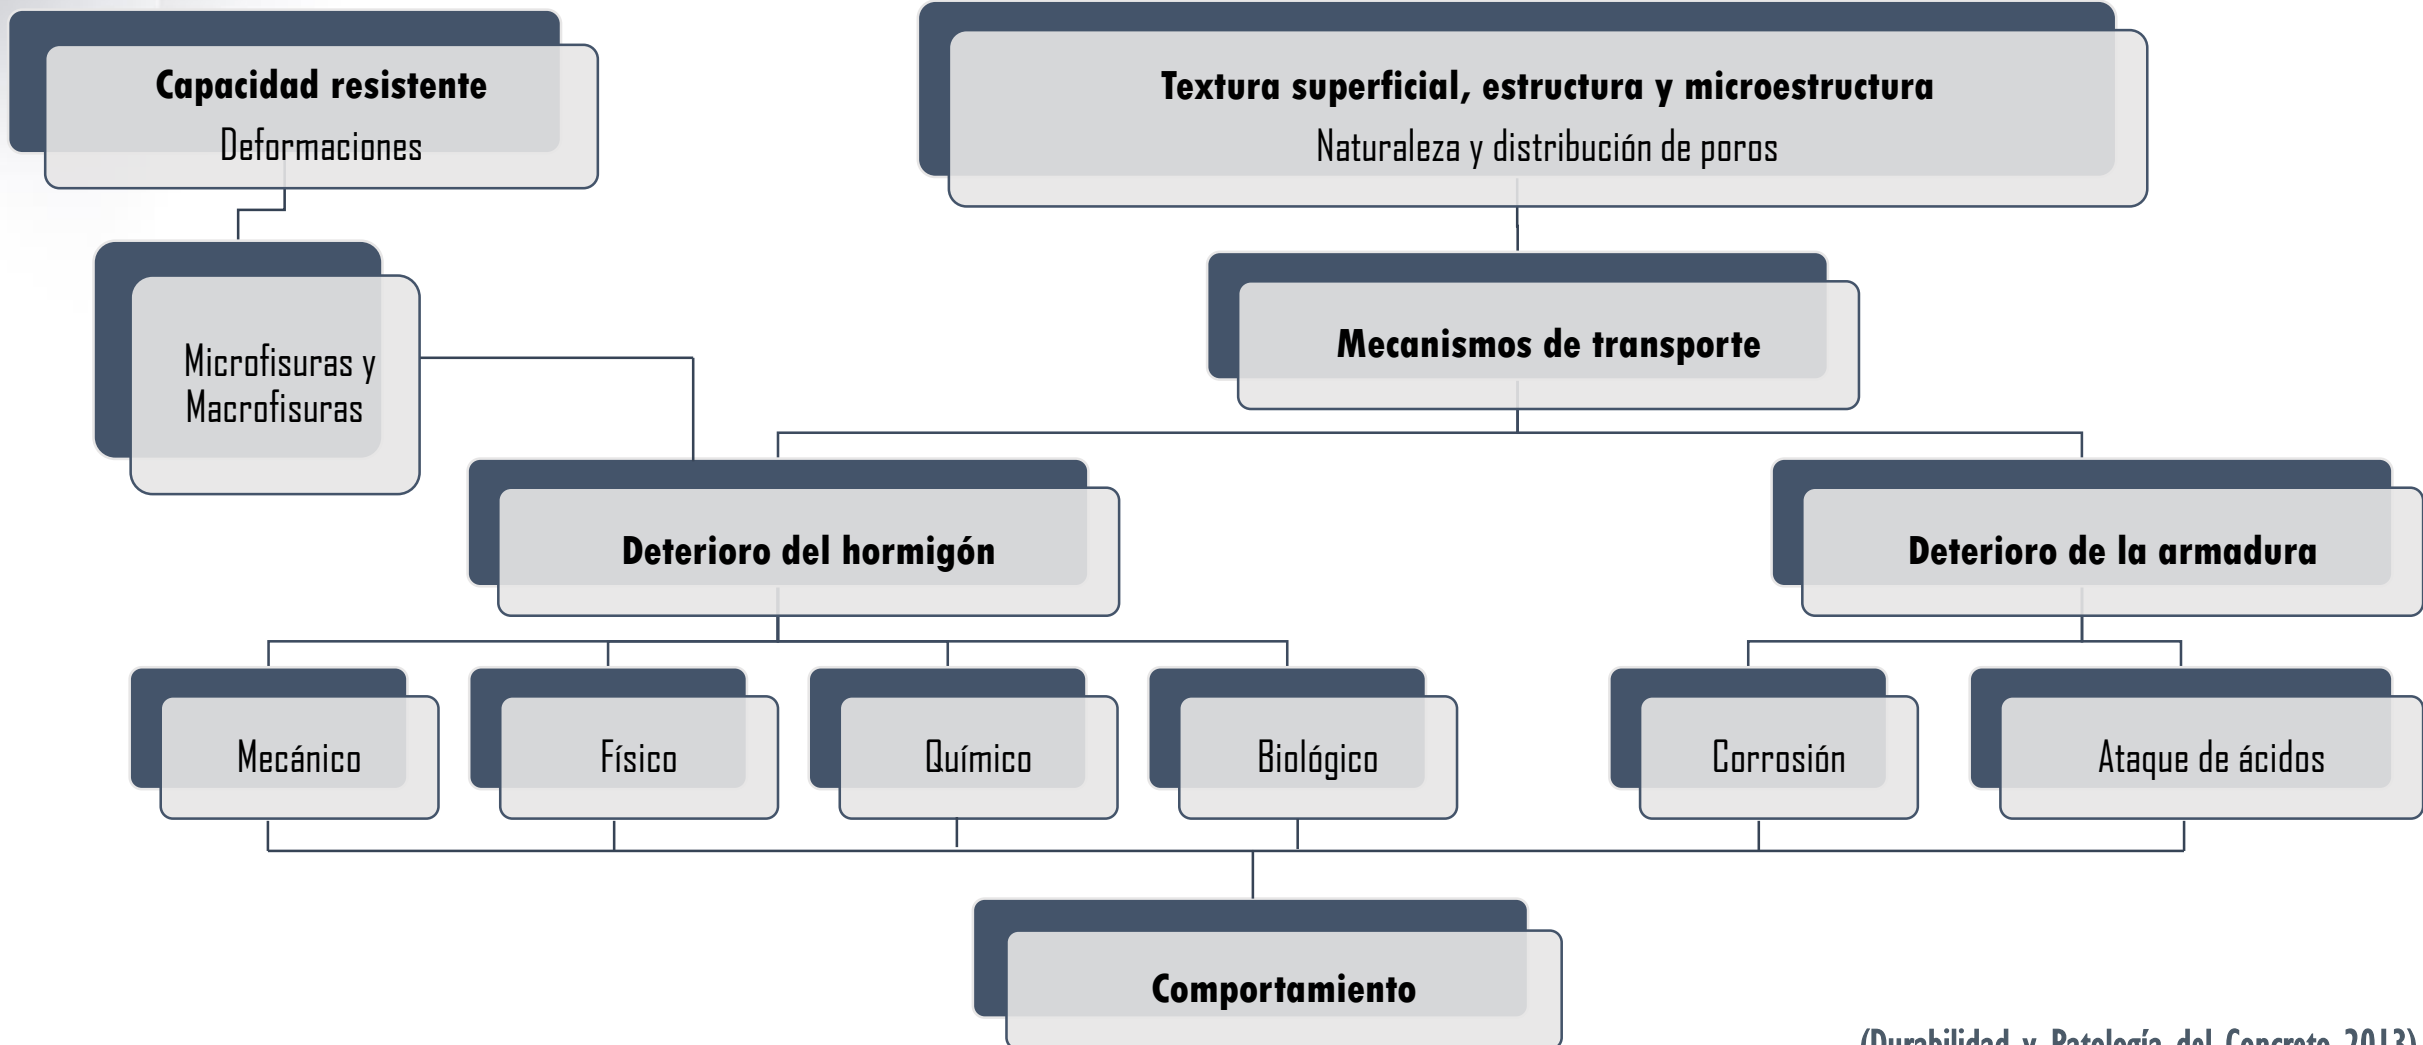 Capacidad resistente
Deformaciones
Textura superficial, estructura y microestructura
Naturaleza y distribución de poros
Microfisuras y
Macrofisuras
Mecanismos de transporte
Deterioro del hormigón
Deterioro de la armadura
Mecánico
Físico
Químico
Biológico
Corrosión
Ataque de ácidos
Comportamiento
(Durabilidad y Patología del Concreto 2013)